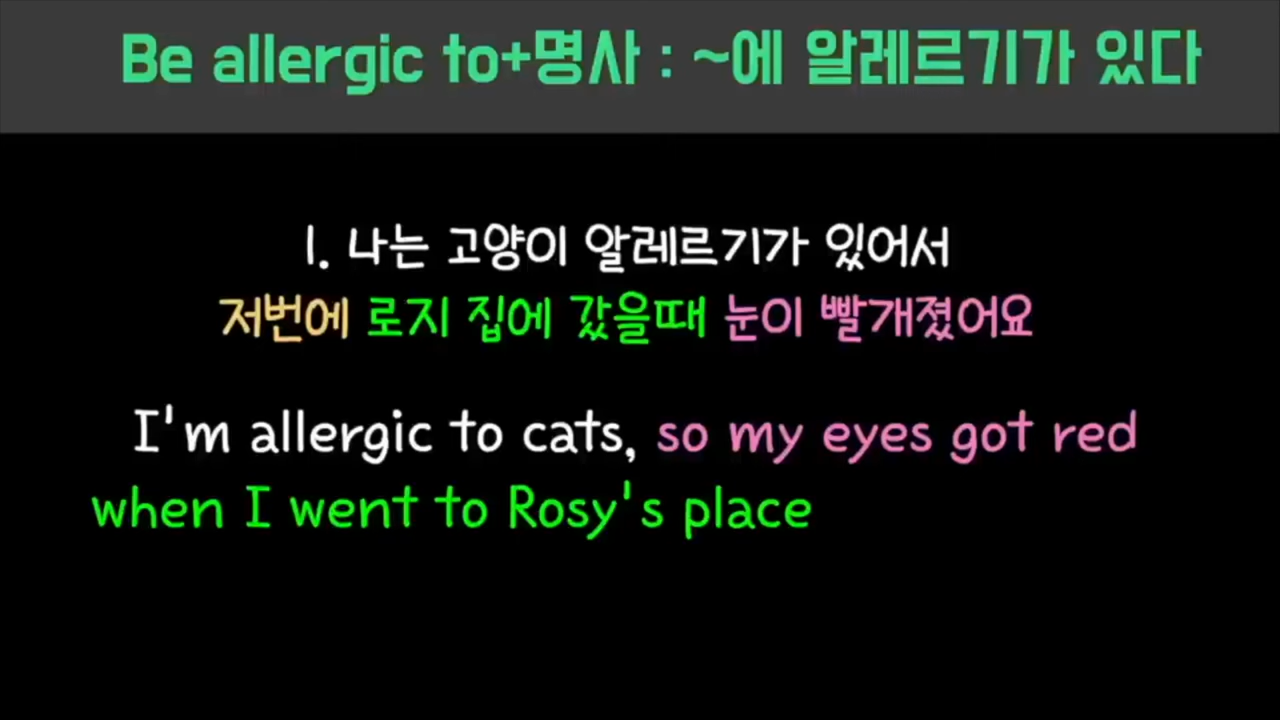 Be allergic to+명사 : ~에 알레르기가 있다
1. 나는 고양이 알레르기가 있어서
저번에 로지 집에 갔을때 눈이 빨개졌어요
I'm allergic to cats, so my eyes got red
when I went to Rosy's place